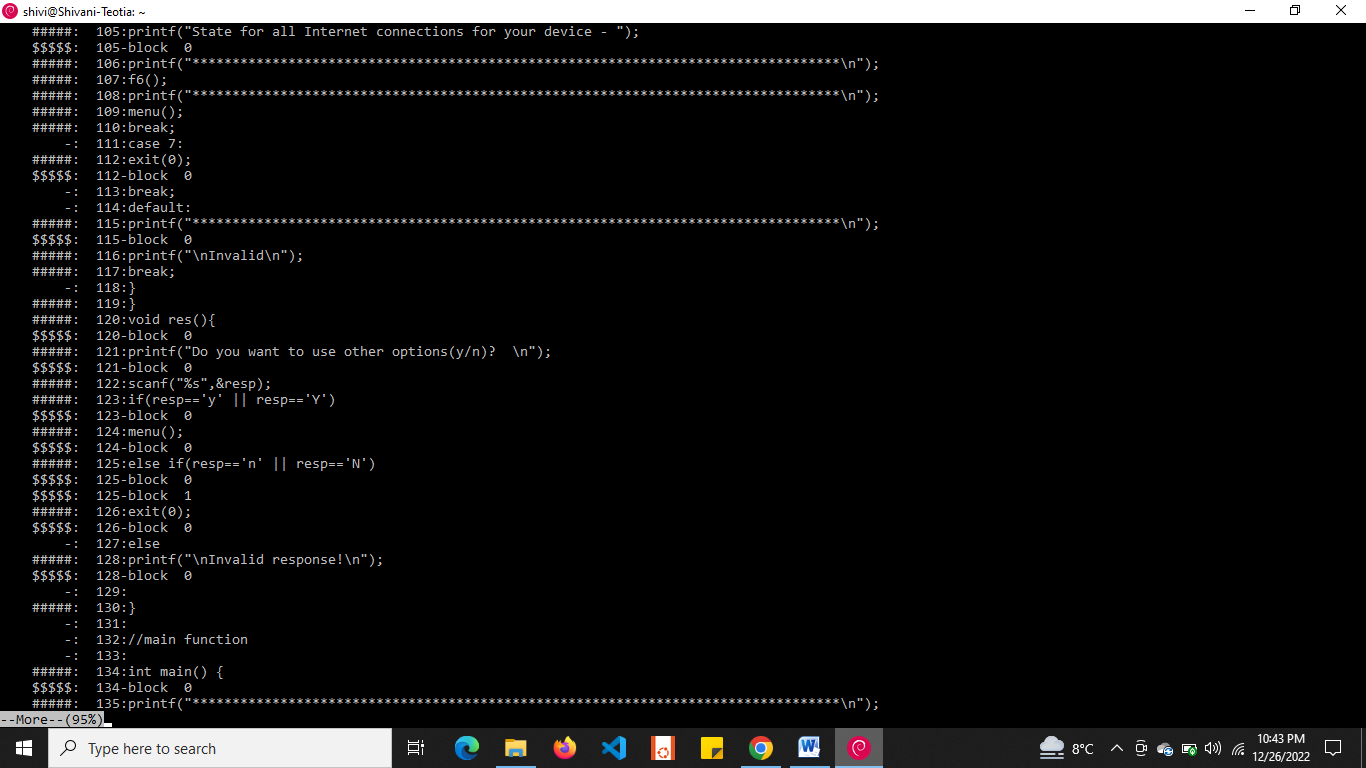 shivi@Shivani-Teotia: ~
    #####:  105:printf("State for all Internet connections for your device - ");
    $$$$$:  105-block  0
    #####:  106:printf("*********************************************************************************\n");
    #####:  107:f6();
    #####:  108:printf("*********************************************************************************\n");
    #####:  109:menu();
    #####:  110:break;
        -:  111:case 7:
    #####:  112:exit(0);
    $$$$$:  112-block  0
        -:  113:break;
        -:  114:default:
    #####:  115:printf("*********************************************************************************\n");
    $$$$$:  115-block  0
    #####:  116:printf("\nInvalid\n");
    #####:  117:break;
        -:  118:}
    #####:  119:}
    #####:  120:void res(){
    $$$$$:  120-block  0
    #####:  121:printf("Do you want to use other options(y/n)?  \n");
    $$$$$:  121-block  0
    #####:  122:scanf("%s",&resp);
    #####:  123:if(resp=='y' || resp=='Y')
    $$$$$:  123-block  0
    #####:  124:menu();
    $$$$$:  124-block  0
    #####:  125:else if(resp=='n' || resp=='N')
    $$$$$:  125-block  0
    $$$$$:  125-block  1
    #####:  126:exit(0);
    $$$$$:  126-block  0
        -:  127:else
    #####:  128:printf("\nInvalid response!\n");
    $$$$$:  128-block  0
        -:  129:
    #####:  130:}
        -:  131:
        -:  132://main function
        -:  133:
    #####:  134:int main() {
    $$$$$:  134-block  0
    #####:  135:printf("*********************************************************************************\n");
--More--(95%)
Type here to search
8°C
10:43 PM
12/26/2022